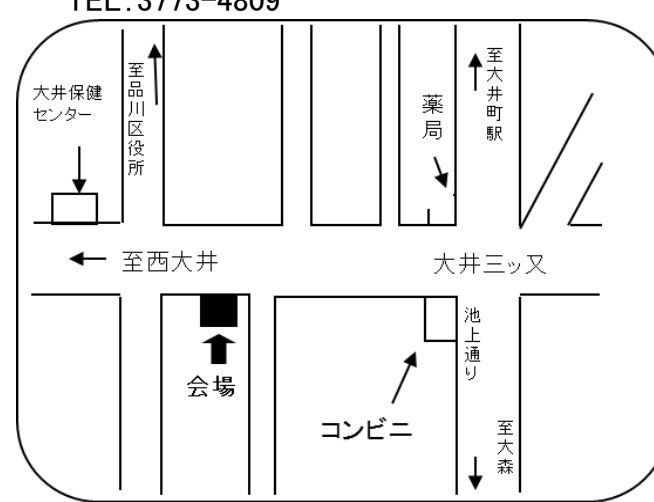 TEL:3773-4809
大井保健
センター
至品川区役所
薬局
至大井町駅
至西大井
大井三ッ又
会場
コンビニ
池上通り
至大森